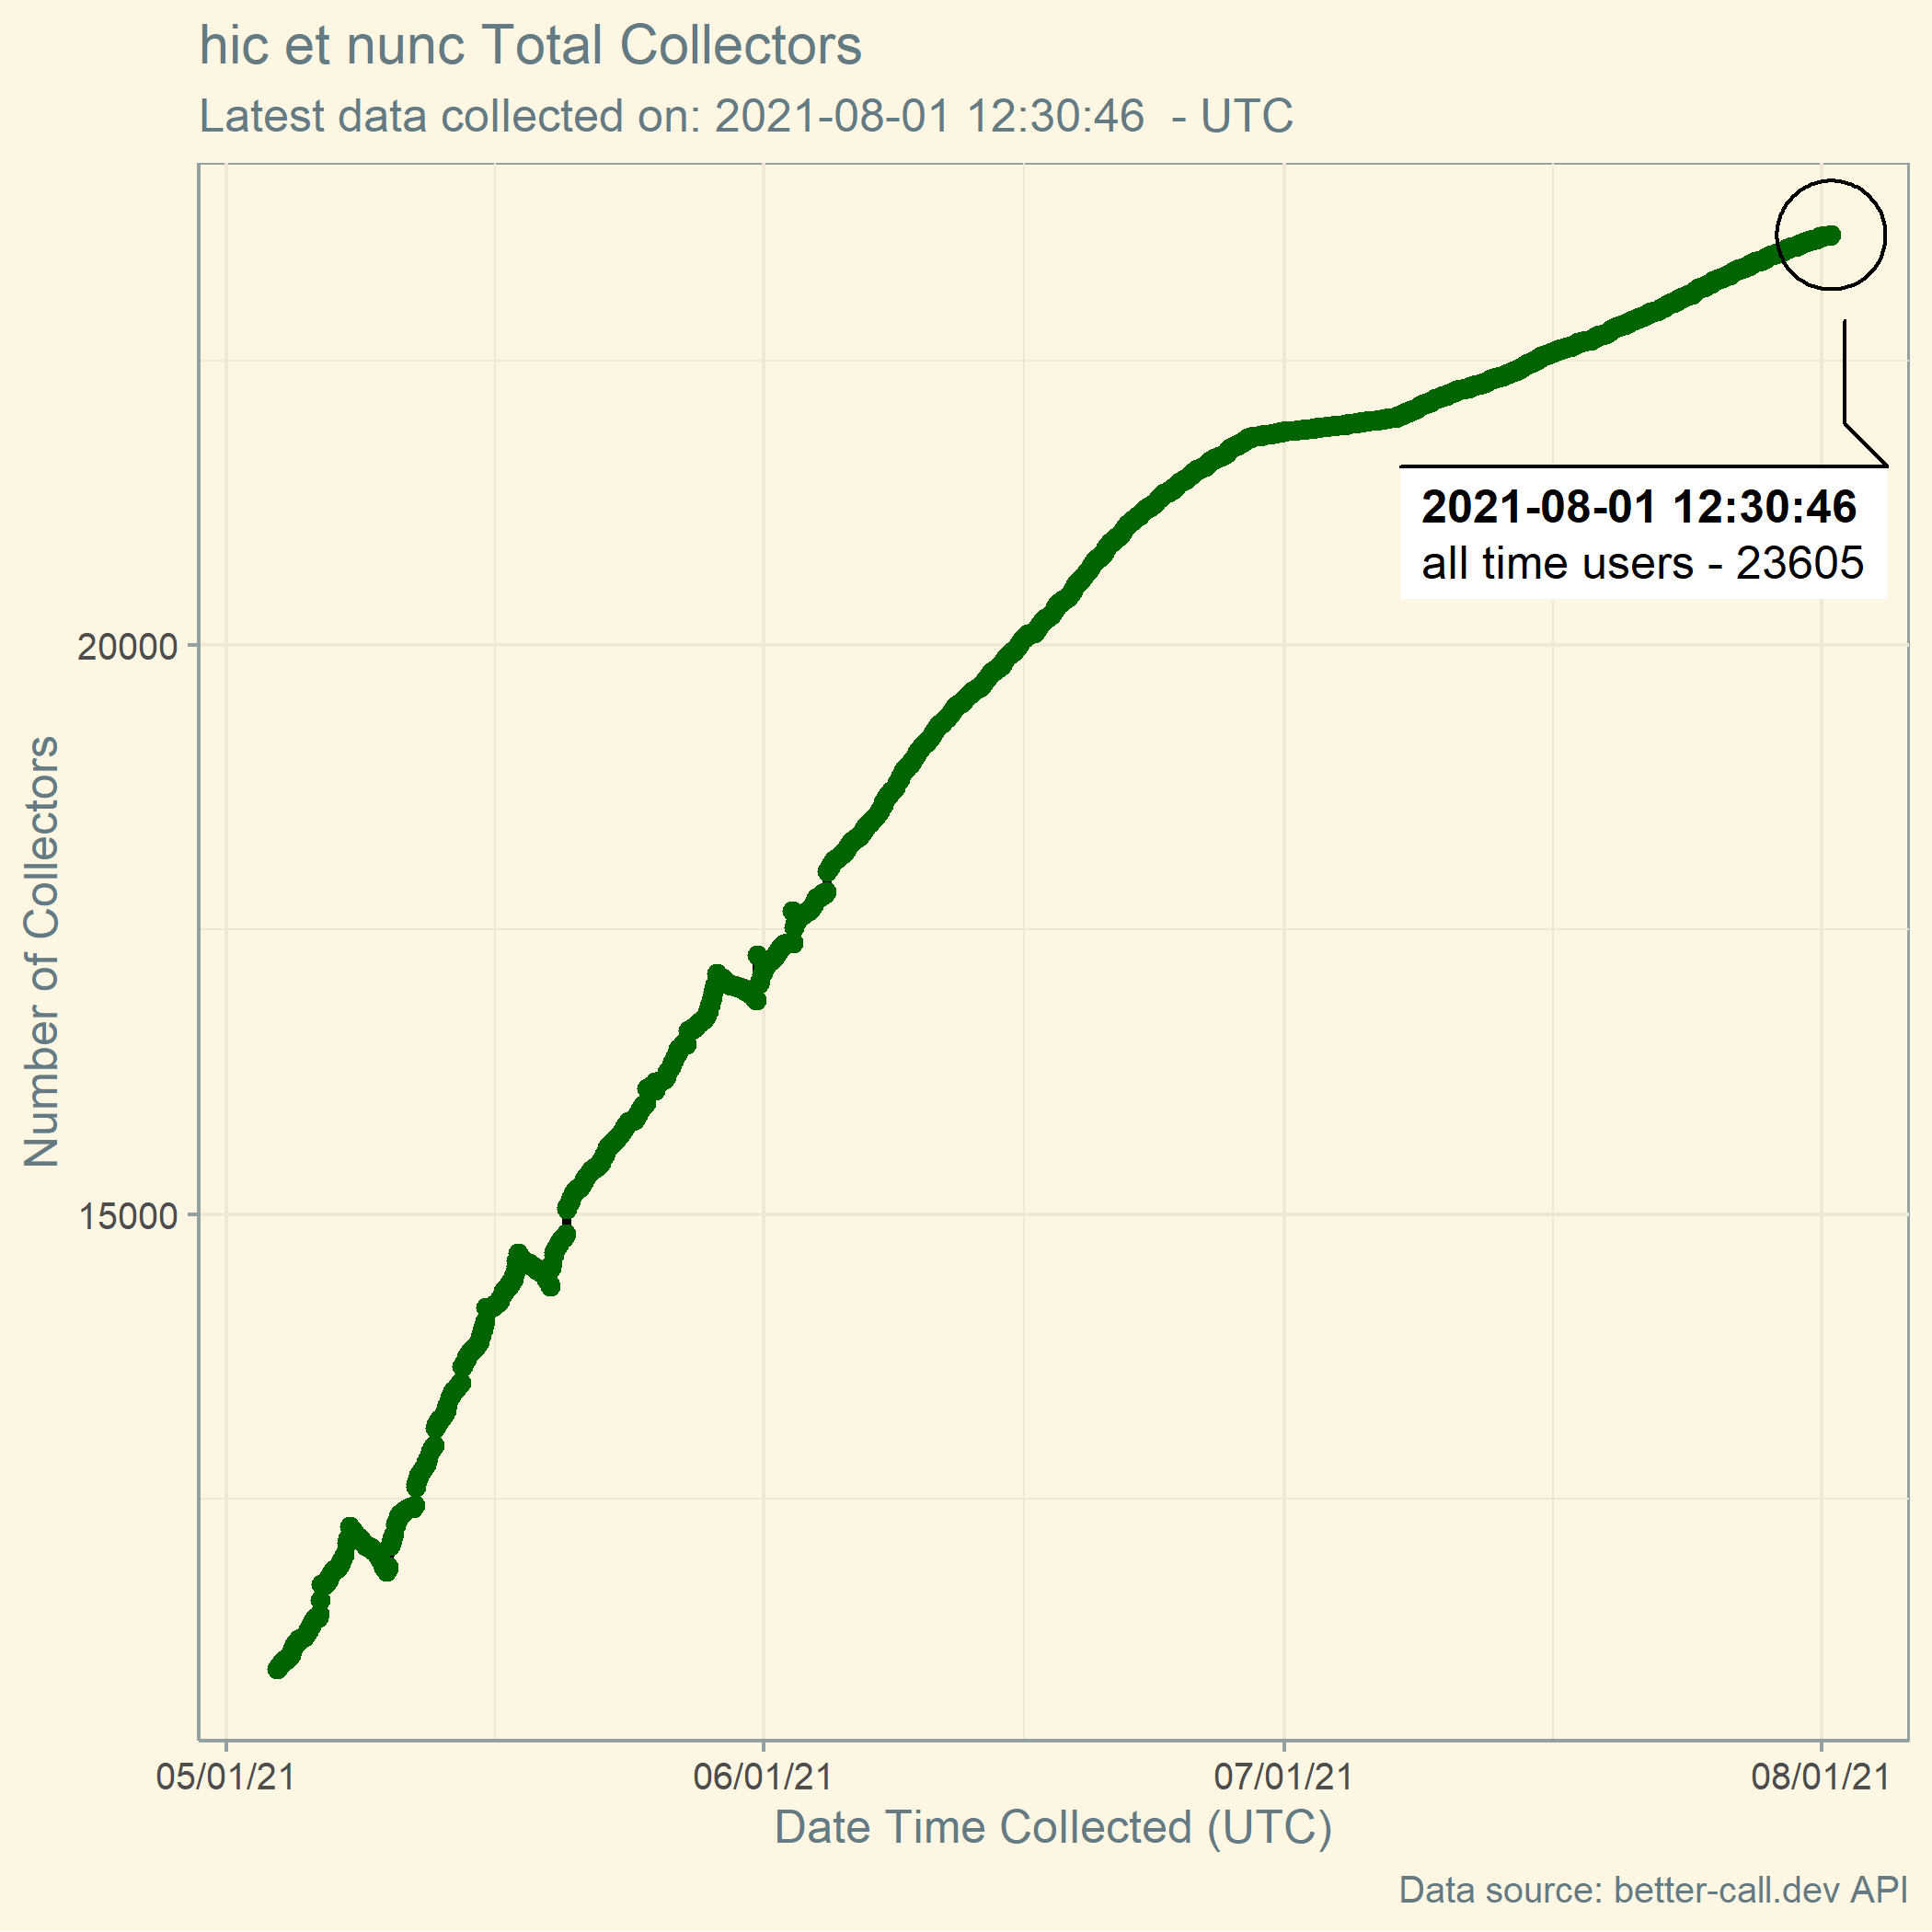 hic et nunc Total Collectors
Latest data collected on: 2021-08-01 12:30:46  - UTC
2021-08-01 12:30:46
all time users - 23605
20000
15000
Number of Collectors
05/01/21 06/01/21 07/01/21 08/01/21
Date Time Collected (UTC)
Data source: better-call.dev API